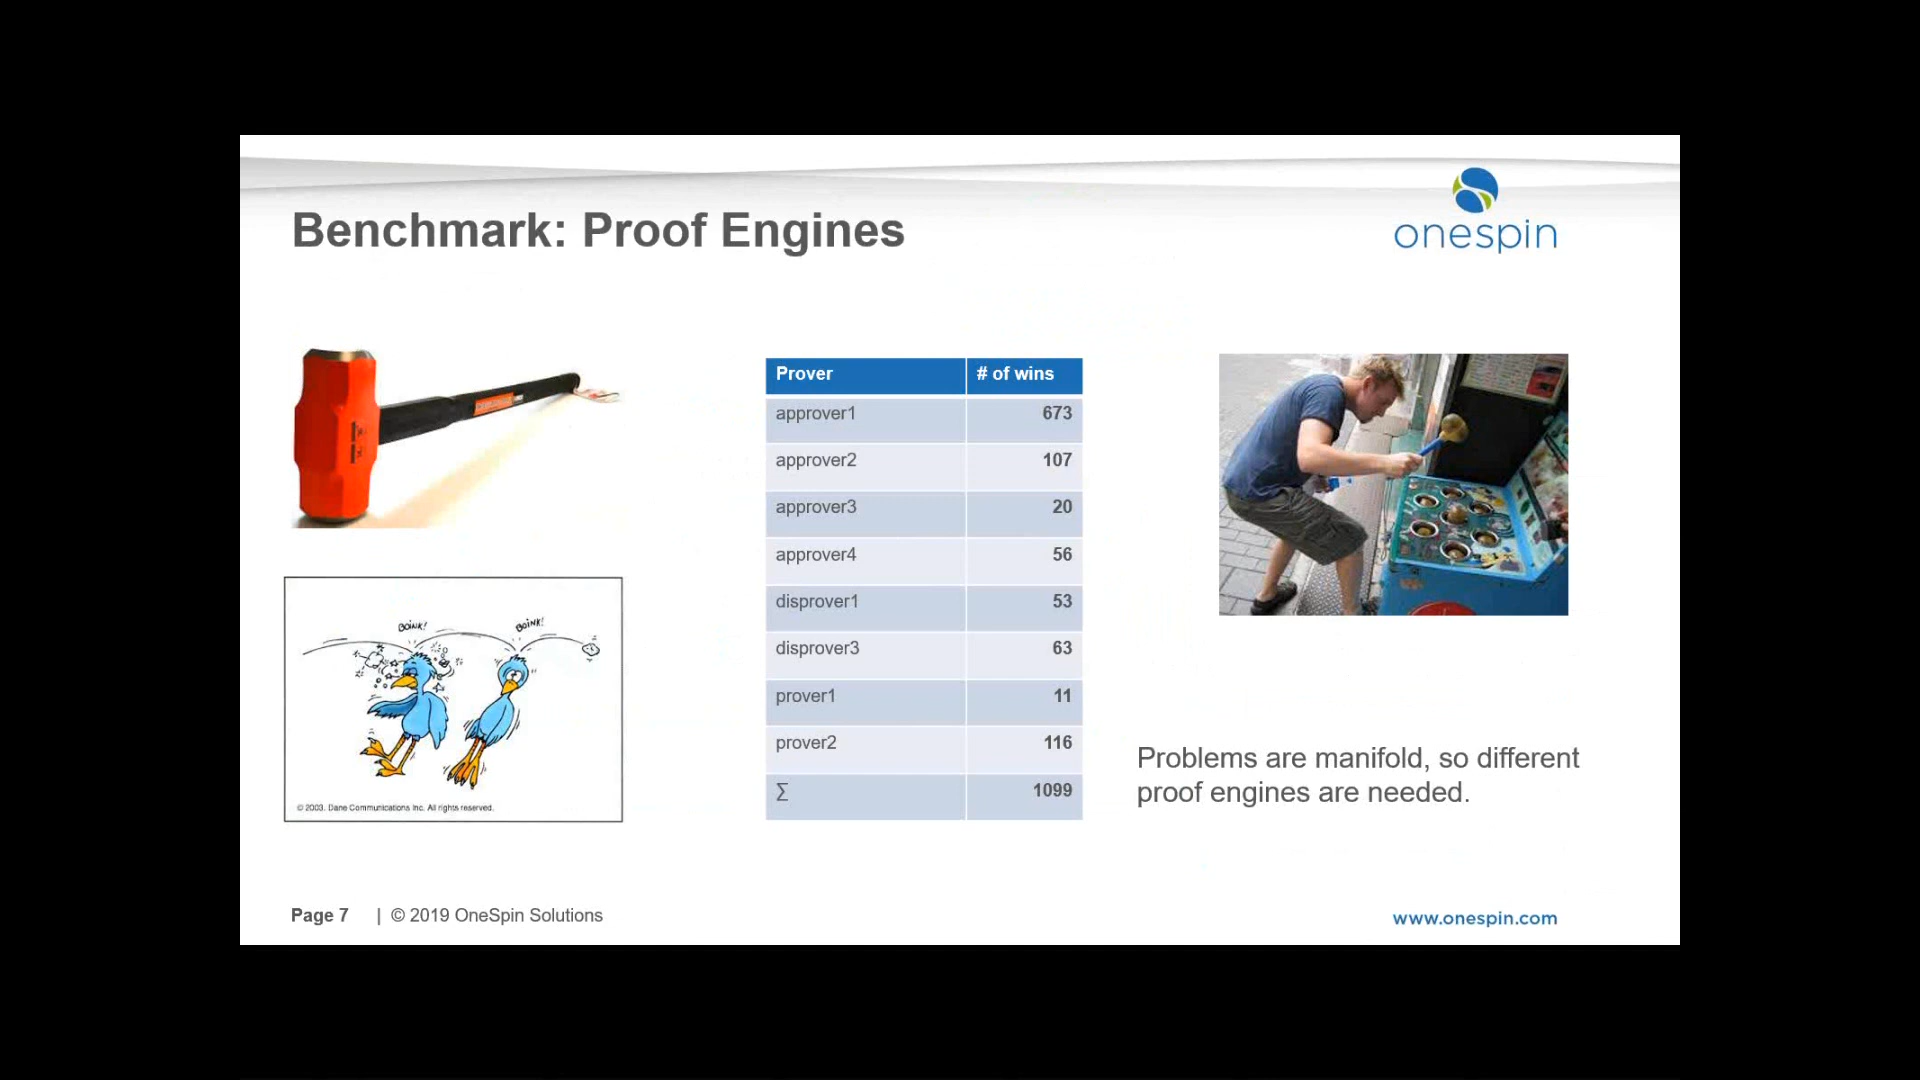 Benchmark: Proof Engines
onespin
Prover # of wins
approver1 673
approver2 107
approver3 20
approver4 56
disprover1 53
disprover3 63
prover1 11
prover2 116
∑ 1099
BOINK! BOINK!
© 2003. Dane Communications Inc. All rights reserved.
Problems are manifold, so different
proof engines are needed.
Page 7 | © 2019 OneSpin Solutions
www.onespin.com